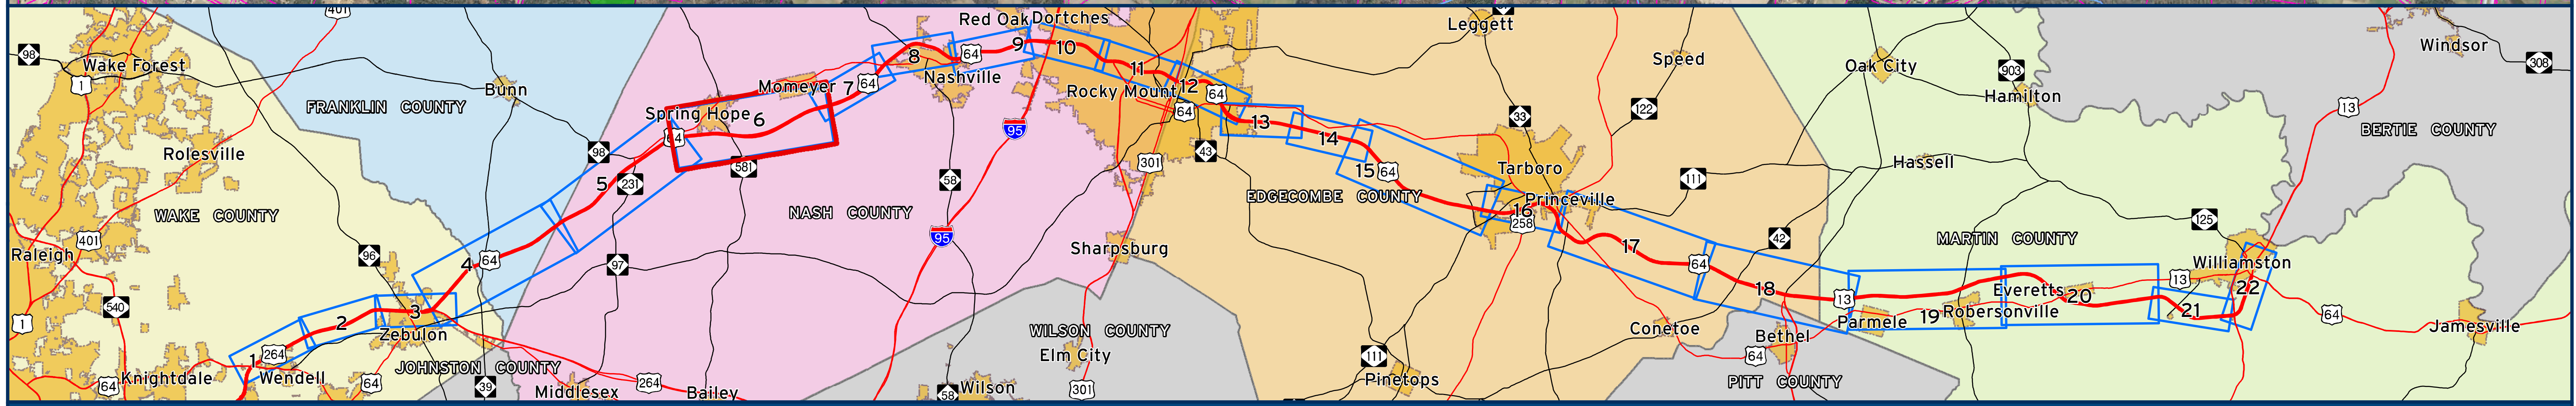 401
Red Oak
Dortches
Leggett
98
Wake Forest
1
Bunn
FRANKLIN COUNTY
Rolesville
WAKE COUNTY
401
Raleigh
96
540
1
264
1
2
3
Zebulon
Wendell
Knightdale
64
64
JOHNSTON COUNTY
39
4
64
5
98
231
97
Middlesex
264
Bailey
Spring Hope
64
6
581
Momeyer
7
64
8
64
Nashville
9
10
11
Rocky Mount
12
64
64
95
58
95
NASH COUNTY
301
43
Sharpsburg
WILSON COUNTY
Elm City
301
58
Wilson
13
14
15
64
EDGECOMBE COUNTY
Speed
33
122
Tarboro
111
Princeville
16
258
17
64
42
18
13
Conetoe
111
Pinetops
Bethel
64
PITT COUNTY
Oak City
903
Hamilton
Hassell
MARTIN COUNTY
125
Parmele
19
Robersonville
Everetts
20
13
21
22
Williamston
64
Jamesville
13
BERTIE COUNTY
Windsor
308